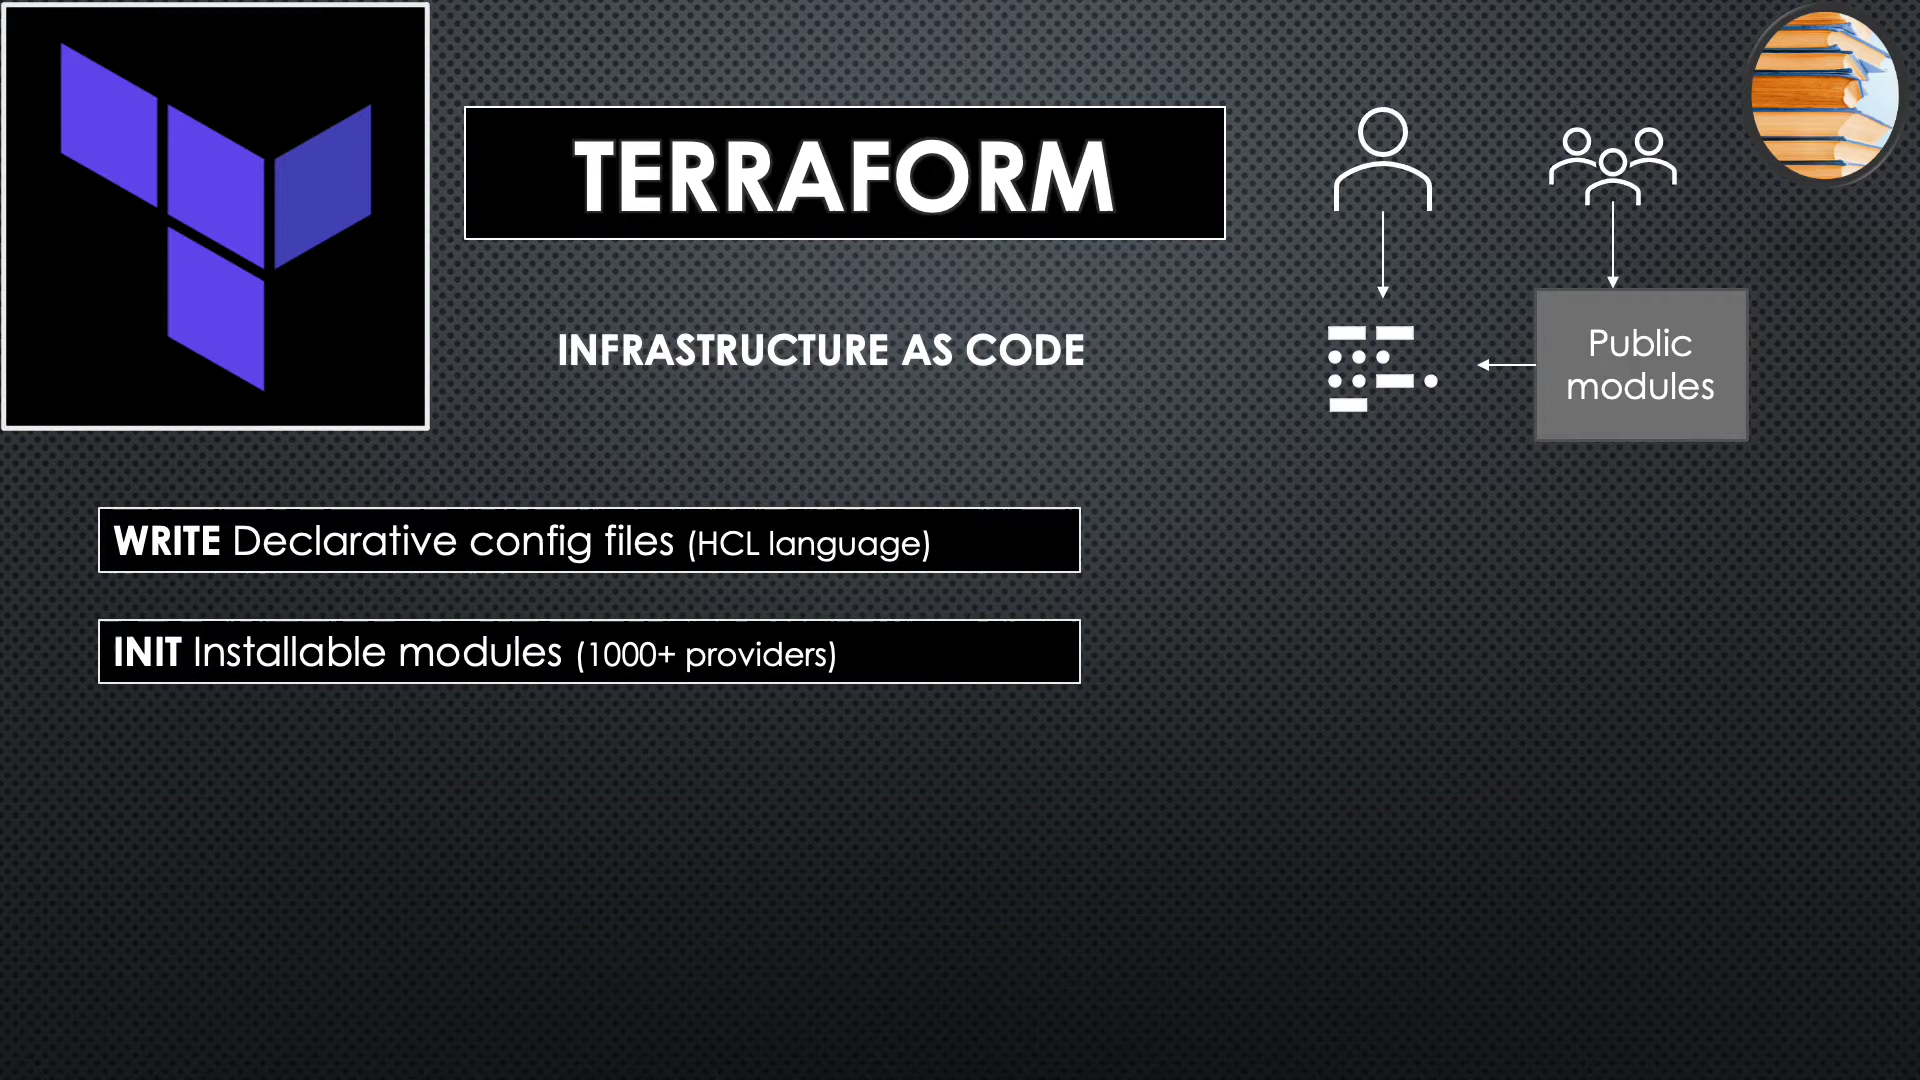 TERRAFORM
INFRASTRUCTURE AS CODE
Public
modules
WRITE Declarative config files (HCL language)
INIT Installable modules (1000+ providers)